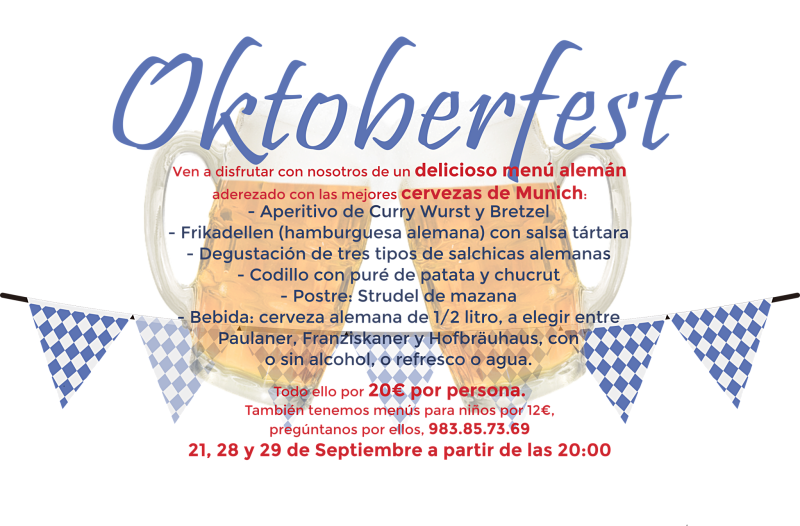 Oktoberfest
Ven a disfrutar con nosotros de un delicioso menú alemán
aderezado con las mejores cervezas de Munich:
- Aperitivo de Curry Wurst y Bretzel
- Frikadellen (hamburguesa alemana) con salsa tártara
- Degustación de tres tipos de salchicas alemanas
- Codillo con puré de patata y chucrut
- Postre: Strudel de mazana
- Bebida: cerveza alemana de 1/2 litro, a elegir entre
Paulaner, Franziskaner y Hofbräuhaus, con
o sin alcohol, o refresco o agua.
Todo ello por 20€ por persona.
También tenemos menús para niños por 12€,
pregúntanos por ellos, 983.85.73.69
21, 28 y 29 de Septiembre a partir de las 20:00